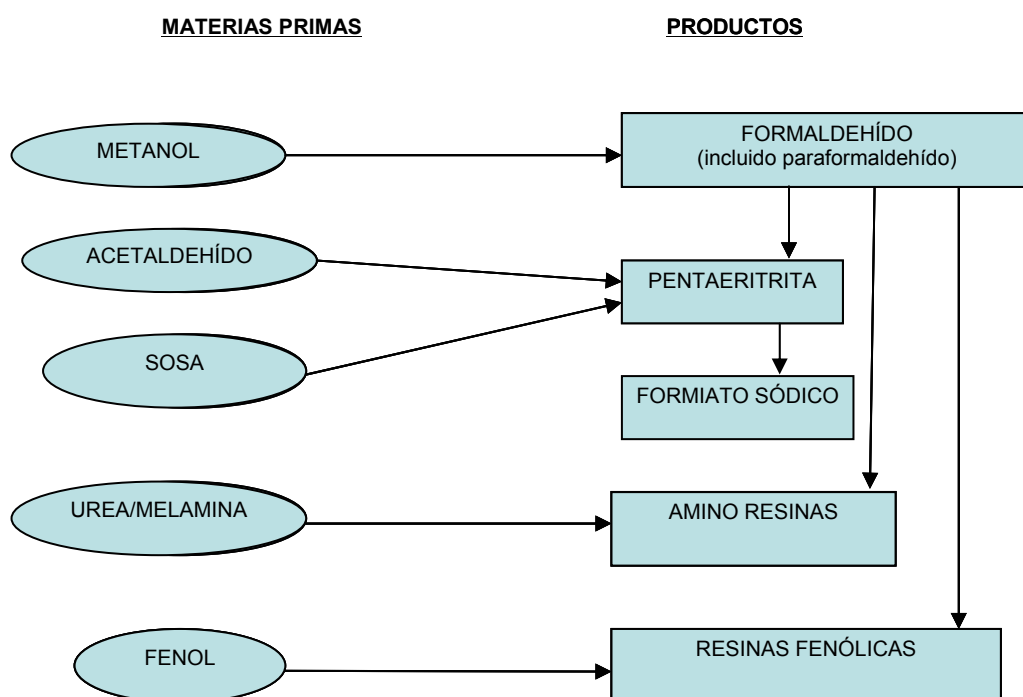 MATERIAS PRIMAS
PRODUCTOS
METANOL
FORMALDEHÍDO
(incluido paraformaldehído)
ACETALDEHÍDO
PENTAERITRITA
SOSA
FORMIATO SÓDICO
UREA/MELAMINA
AMINO RESINAS
FENOL
RESINAS FENÓLICAS